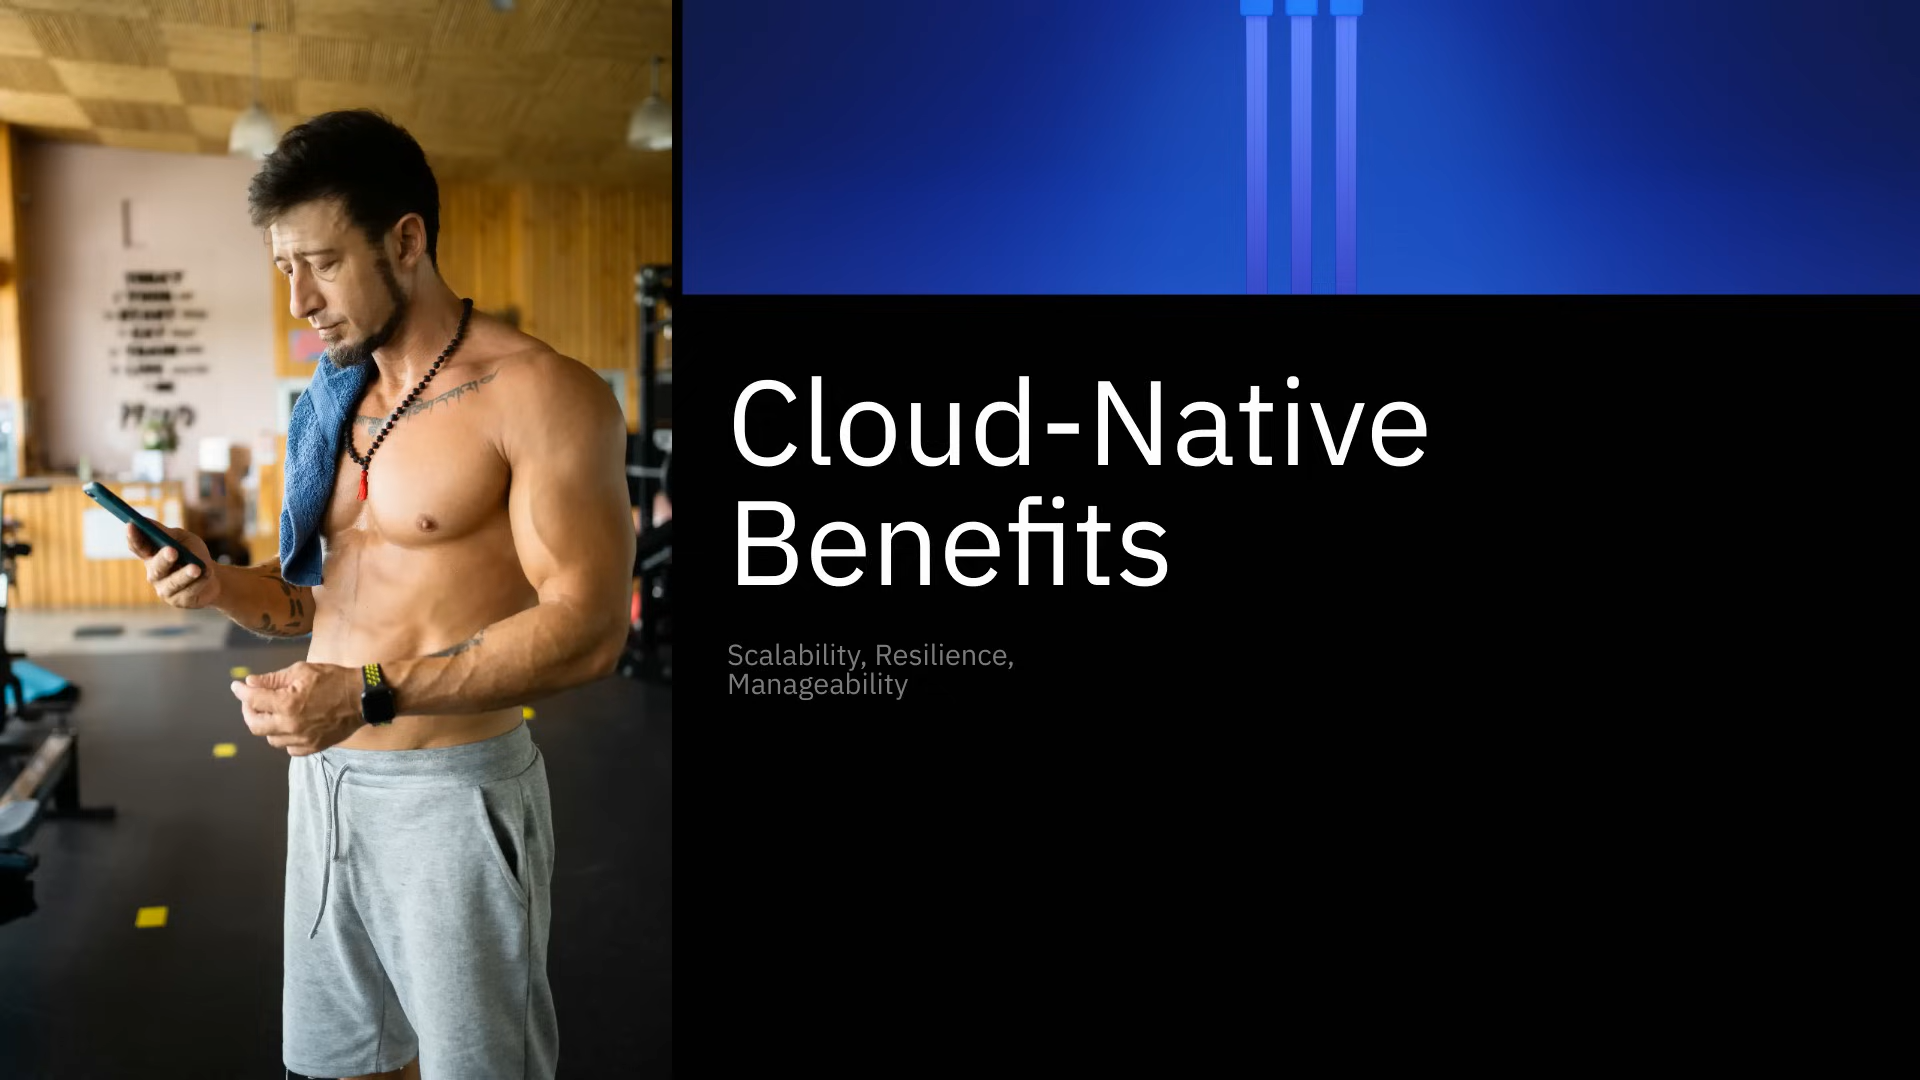 Cloud-Native
Benefits
Scalability, Resilience,
Manageability